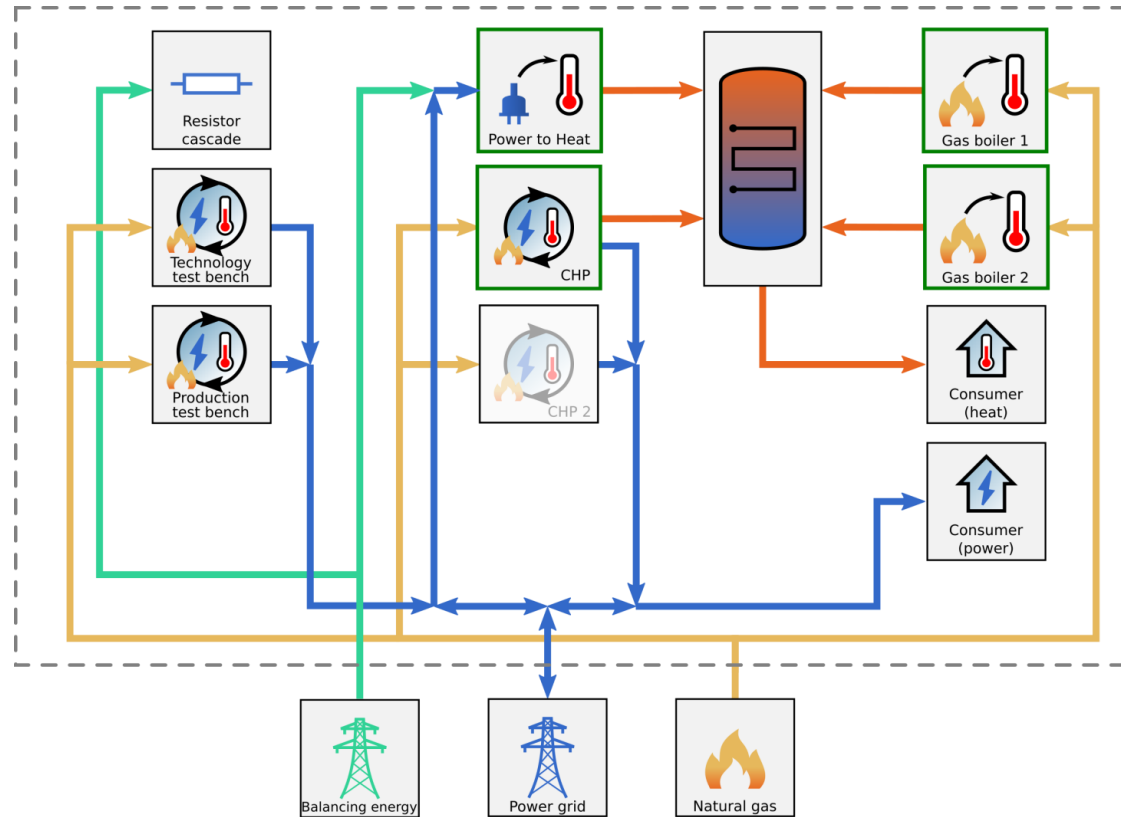 Resistor
cascade
Power to Heat
Gas boiler 1
Technology
test bench
CHP
Gas boiler 2
Production
test bench
CHP 2
Consumer
(heat)
Consumer
(power)
Balancing energy
Power grid
Natural gas